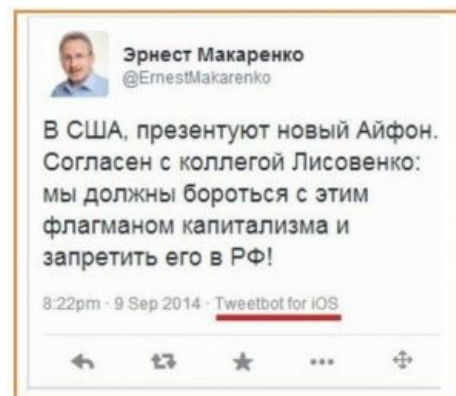 Эрнест Макаренко
@ErnestMakarenko
В США, презентуют новый Айфон.
Согласен с коллегой Лисовенко:
мы должны бороться с этим
флагманом капитализма и
запретить его в РФ!
8:22pm · 9 Sep 2014 · Tweetbot for iOS